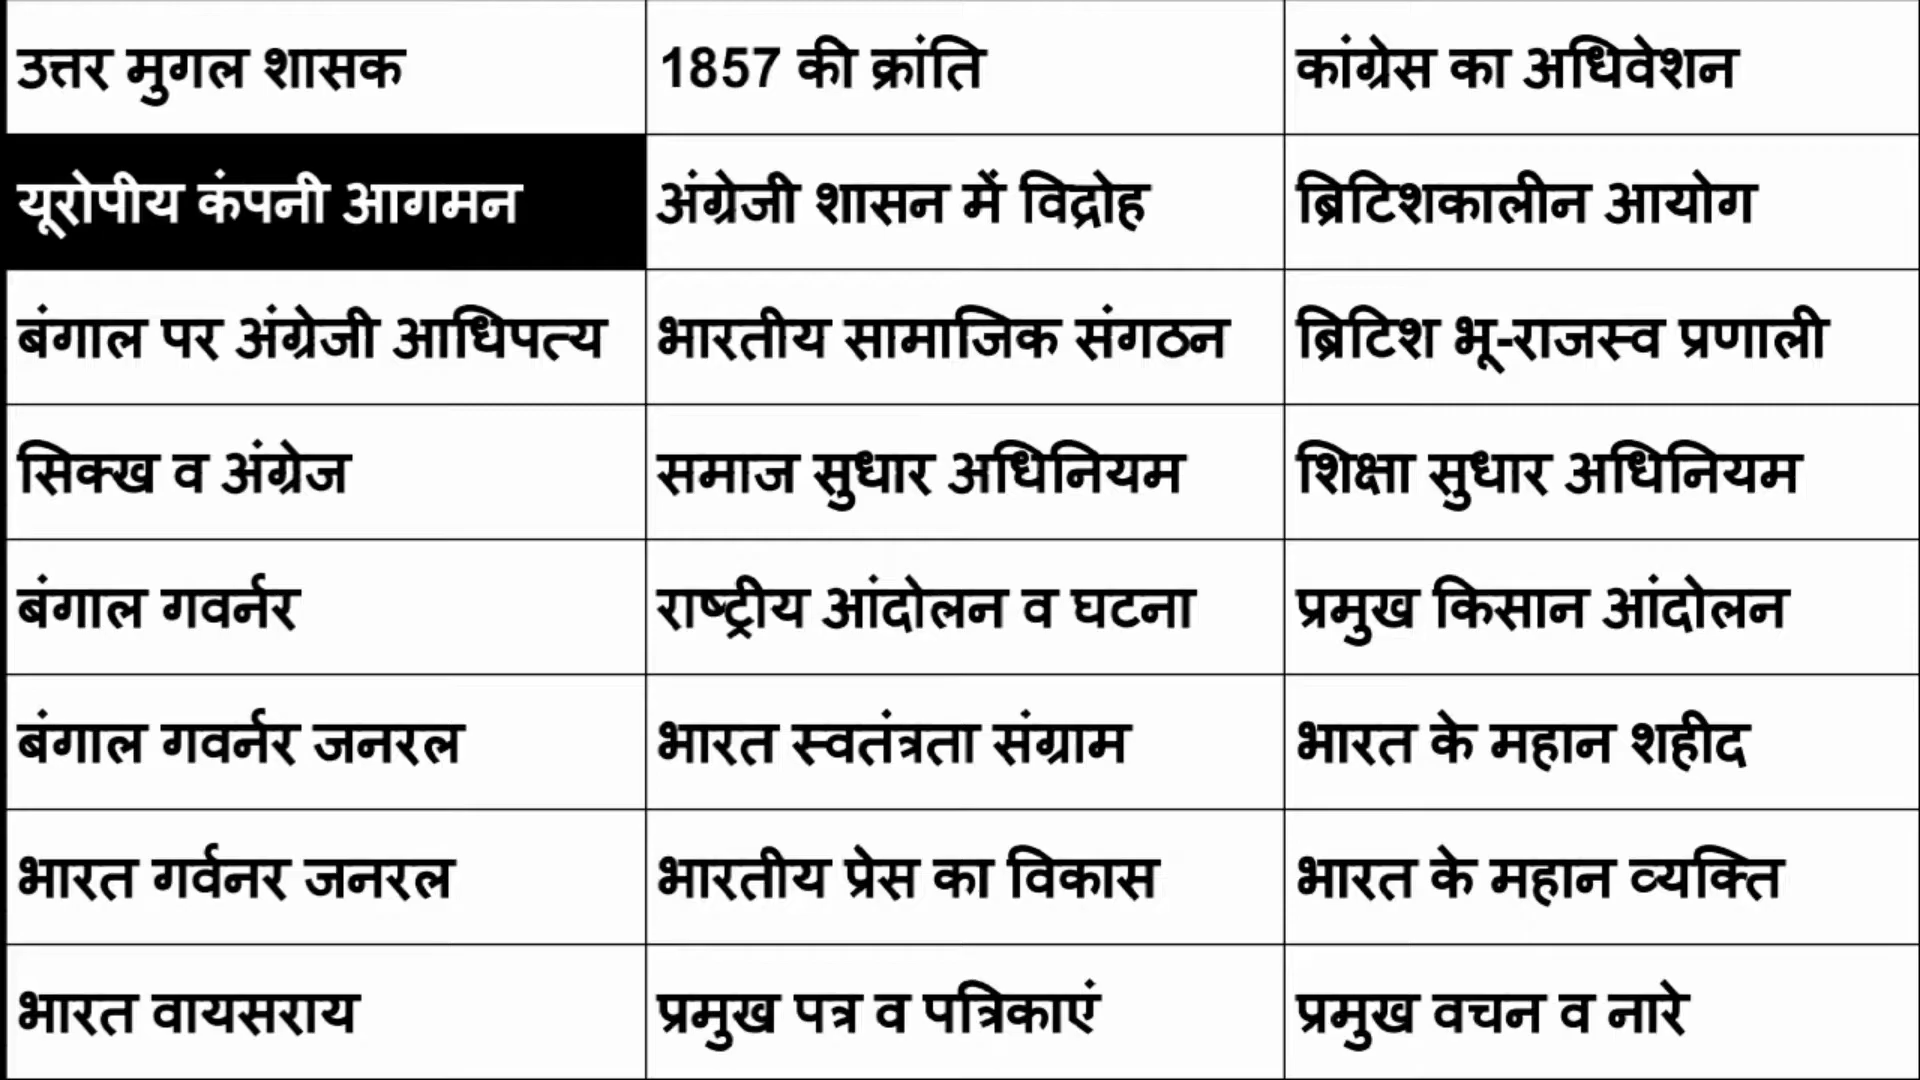 उत्तर मुगल शासक 1857 की क्रांति कांग्रेस का अधिवेशन
यूरोपीय कंपनी आगमन अंग्रेजी शासन में विद्रोह ब्रिटिशकालीन आयोग
बंगाल पर अंग्रेजी आधिपत्य भारतीय सामाजिक संगठन ब्रिटिश भू-राजस्व प्रणाली
सिक्ख व अंग्रेज समाज सुधार अधिनियम शिक्षा सुधार अधिनियम
बंगाल गवर्नर राष्ट्रीय आंदोलन व घटना प्रमुख किसान आंदोलन
बंगाल गवर्नर जनरल भारत स्वतंत्रता संग्राम भारत के महान शहीद
भारत गर्वनर जनरल भारतीय प्रेस का विकास भारत के महान व्यक्ति
भारत वायसराय प्रमुख पत्र व पत्रिकाएं प्रमुख वचन व नारे